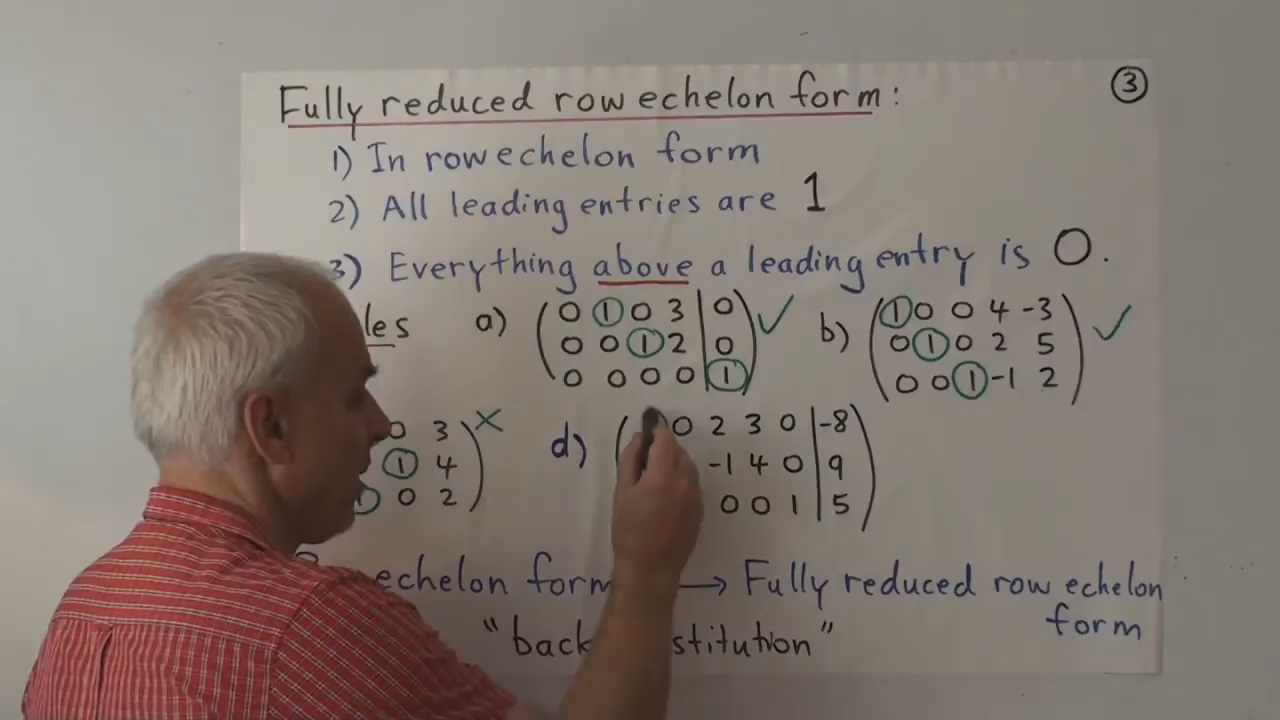 Fully reduced row echelon form: ③
1) In row echelon form
2) All leading entries are 1
3) Everything above a leading entry is 0.
les a) 0 1 0 3 | 0 ✓ b) 1 0 0 4 -3 ✓
0 0 1 2 | 0 0 1 0 2 5
0 0 0 0 | 1 0 0 1 -1 2
0 3 × d) 0 2 3 0 | -8
1 4 -1 4 0 | 9
0 2 0 0 1 | 5
echelon form → Fully reduced row echelon
form
"back stitution"